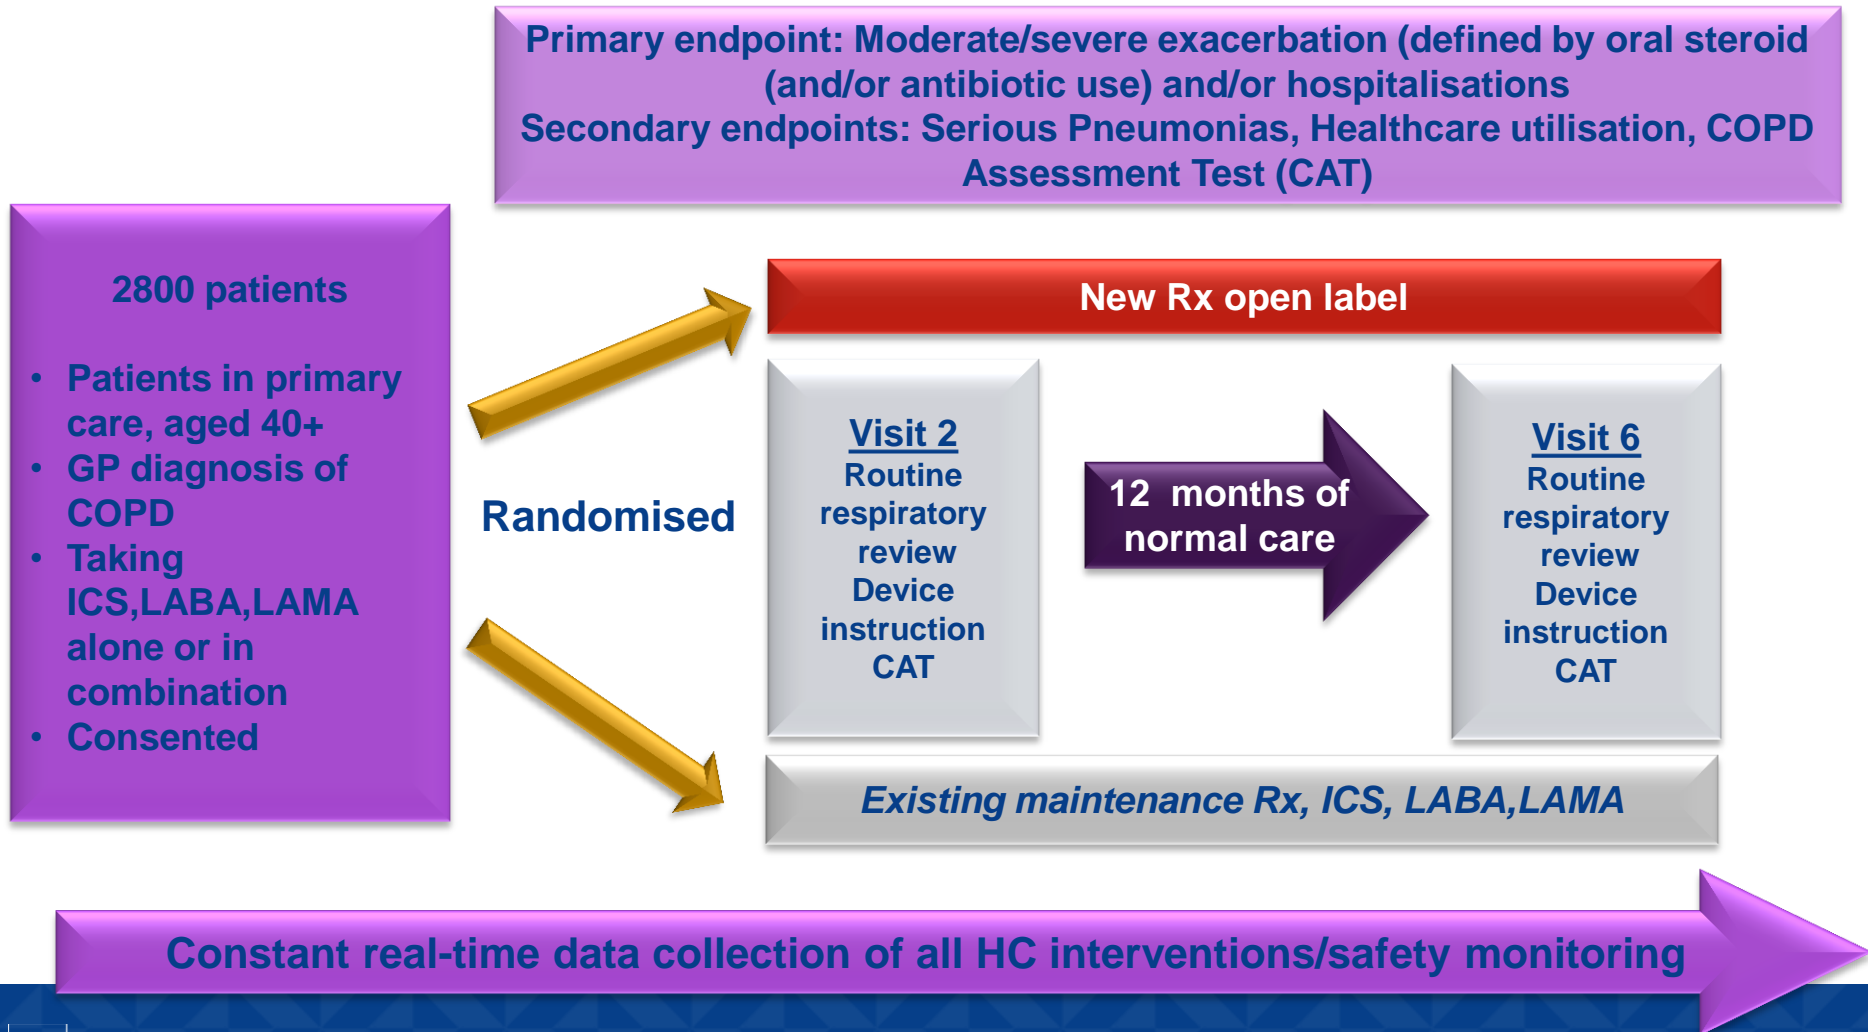 Primary endpoint: Moderate/severe exacerbation (defined by oral steroid
(and/or antibiotic use) and/or hospitalisations
Secondary endpoints: Serious Pneumonias, Healthcare utilisation, COPD
Assessment Test (CAT)
2800 patients
• Patients in primary
care, aged 40+
• GP diagnosis of
COPD
• Taking
ICS,LABA,LAMA
alone or in
combination
• Consented
Randomised
New Rx open label
Visit 2
Routine
respiratory
review
Device
instruction
CAT
12 months of
normal care
Visit 6
Routine
respiratory
review
Device
instruction
CAT
Existing maintenance Rx, ICS, LABA,LAMA
Constant real-time data collection of all HC interventions/safety monitoring